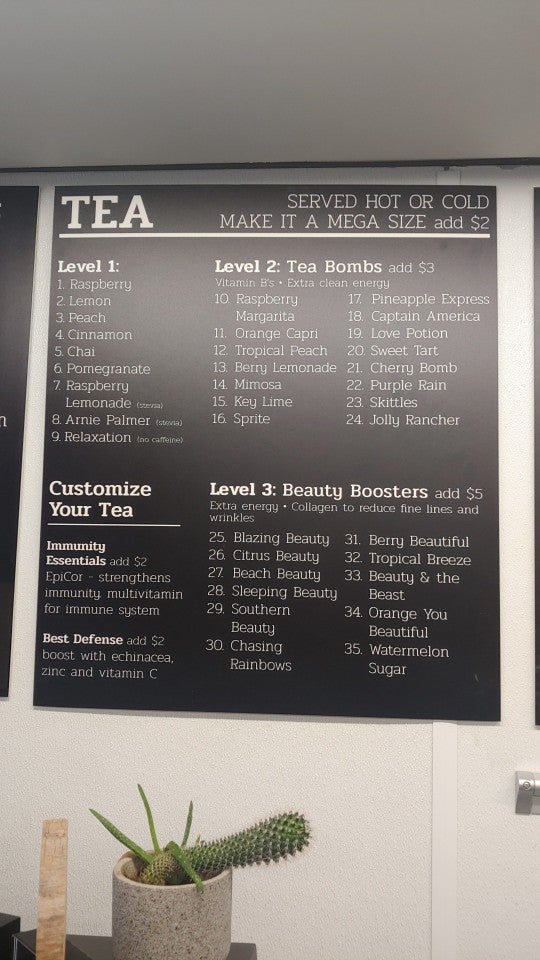 TEA
SERVED HOT OR COLD
MAKE IT A MEGA SIZE add $2
Level 1:
1. Raspberry
2. Lemon
3. Peach
4. Cinnamon
5. Chai
6. Pomegranate
7. Raspberry
Lemonade (stevia)
8. Arnie Palmer (stevia)
9. Relaxation (no caffeine)
Level 2: Tea Bombs add $3
Vitamin B's • Extra clean energy
10. Raspberry
Margarita
11. Orange Capri
12. Tropical Peach
13. Berry Lemonade
14. Mimosa
15. Key Lime
16. Sprite
17. Pineapple Express
18. Captain America
19. Love Potion
20. Sweet Tart
21. Cherry Bomb
22. Purple Rain
23. Skittles
24. Jolly Rancher
Customize
Your Tea
Immunity
Essentials add $2
EpiCor - strengthens
immunity, multivitamin
for immune system
Best Defense add $2
boost with echinacea,
zinc and vitamin C
Level 3: Beauty Boosters add $5
Extra energy • Collagen to reduce fine lines and
wrinkles
25. Blazing Beauty
26. Citrus Beauty
27. Beach Beauty
28. Sleeping Beauty
29. Southern
Beauty
30. Chasing
Rainbows
31. Berry Beautiful
32. Tropical Breeze
33. Beauty & the
Beast
34. Orange You
Beautiful
35. Watermelon
Sugar